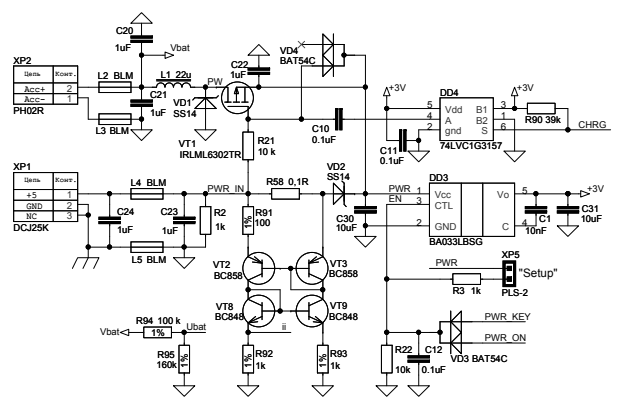 C20
1uF
Vbat
XP2
Цепь Конт.
Acc+ 2
Acc- 1
PH02R
L2 BLM
L1 22u
C21
1uF
L3 BLM
PW
VD1
SS14
C22
1uF
VT1
IRLML6302TR
VD4
BAT54C
R21
10 k
C10
0.1uF
+3V
C11
0.1uF
DD4
5 Vdd B1 3
4 A B2 1
2 gnd S 6
74LVC1G3157
+3V
R90 39k
CHRG
XP1
Цепь Конт.
+5 1
GND 2
NC 3
DCJ25K
L4 BLM
C24
1uF
C23
1uF
L5 BLM
R2
1k
PWR_IN
R58 0,1R
R91
100
1%
VD2
SS14
C30
10uF
PWR
EN
DD3
1 Vcc Vo 5
3 CTL
2 GND C 4
BA033LBSG
C1
10nF
+3V
C31
10uF
VT2
BC858
VT3
BC858
VT8
BC848
VT9
BC848
ii
PWR
XP5
"Setup"
R3 1k
PLS-2
R94 100 k
Vbat
1%
Ubat
R95
160k
1%
R92
1k
1%
R93
1k
1%
R22
10k
C12
0.1uF
PWR_KEY
PWR_ON
VD3 BAT54C